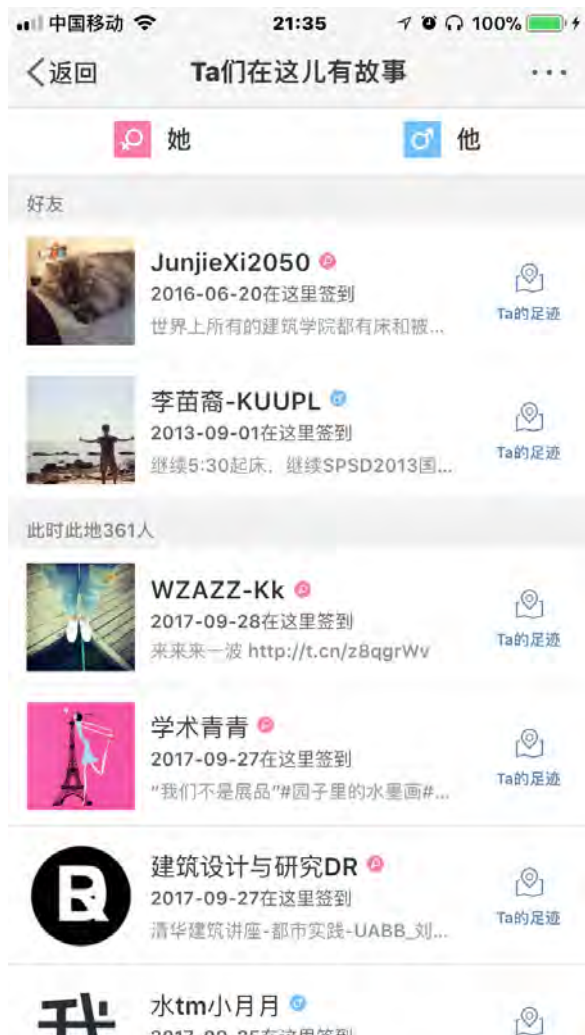 中国移动 21:35 100%
返回 Ta们在这儿有故事 ...
她 他
好友
JunjieXi2050
2016-06-20在这里签到
世界上所有的建筑学院都有床和被...
Ta的足迹
李苗裔-KUUPL
2013-09-01在这里签到
继续5:30起床，继续SPSD2013国...
Ta的足迹
此时此地361人
WZAZZ-Kk
2017-09-28在这里签到
来来来一波 http://t.cn/z8qgrWv
Ta的足迹
学术青青
2017-09-27在这里签到
“我们不是展品”#园子里的水墨画#...
Ta的足迹
建筑设计与研究DR
2017-09-27在这里签到
清华建筑讲座-都市实践-UABB_刘...
Ta的足迹
水tm小月月